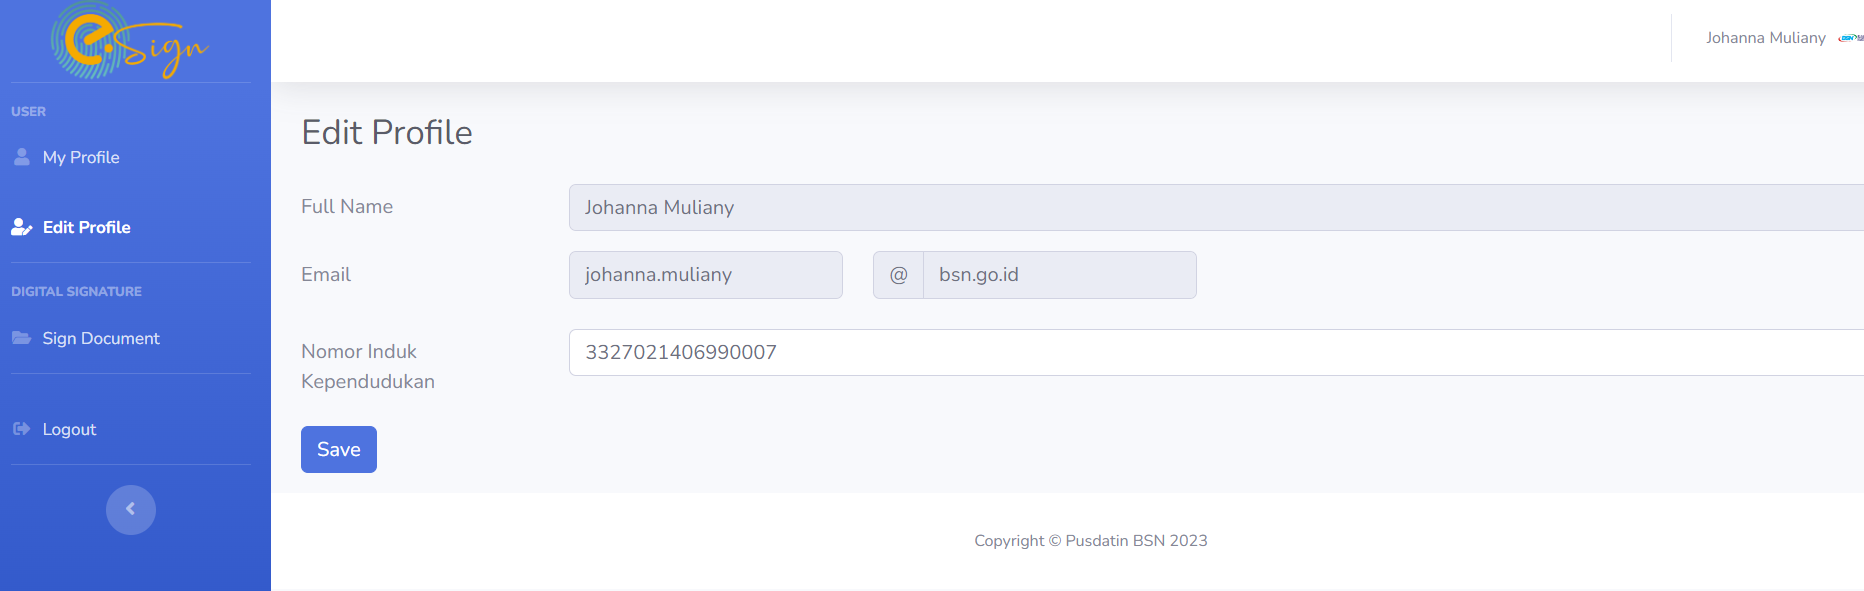 e.Sign
Johanna Muliany
USER
My Profile
Edit Profile
DIGITAL SIGNATURE
Sign Document
Logout
Edit Profile
Full Name
Johanna Muliany
Email
johanna.muliany @ bsn.go.id
Nomor Induk
Kependudukan
3327021406990007
Save
Copyright © Pusdatin BSN 2023